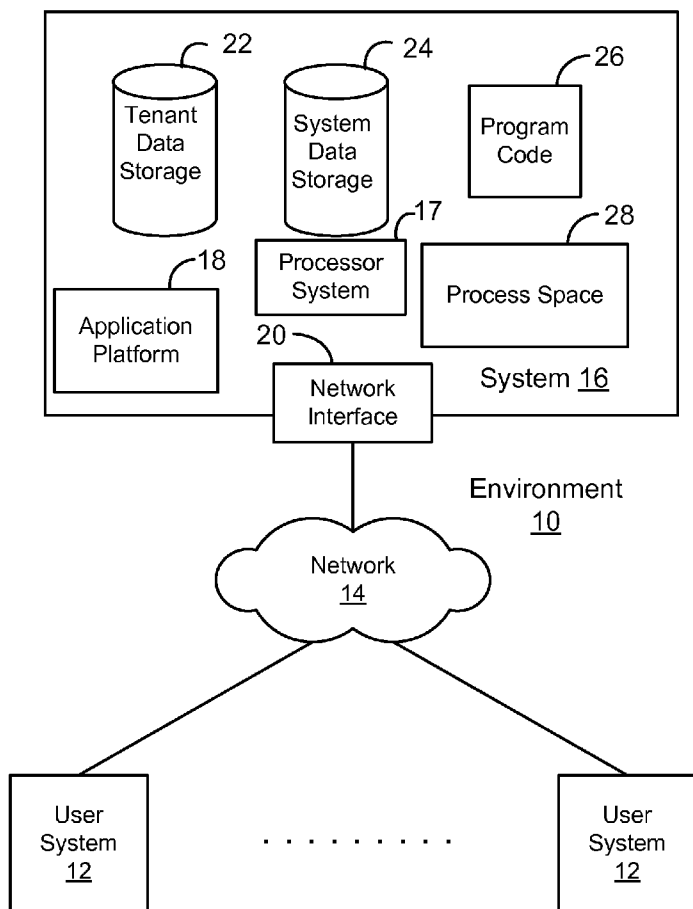 22
24
26
Tenant
Data
Storage
System
Data
Storage
Program
Code
17
28
18
Processor
System
Process Space
Application
Platform
20
System 16
Network
Interface
Environment
10
Network
14
User
System
12
User
System
12